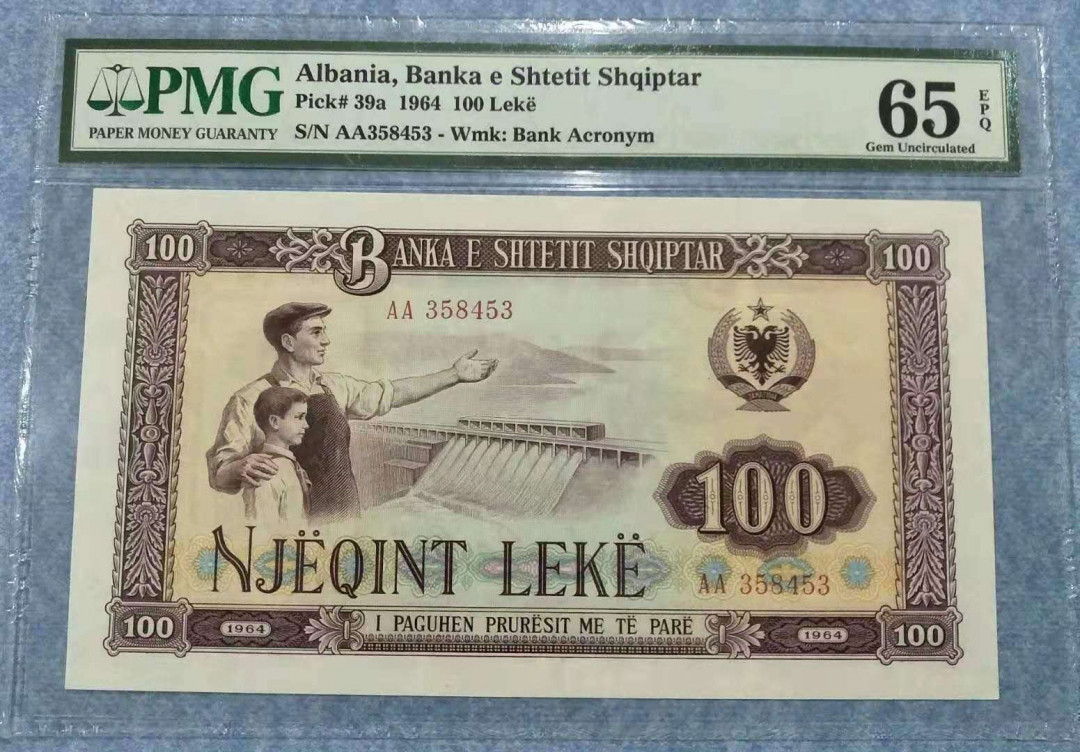 PMG
PAPER MONEY GUARANTY
Albania, Banka e Shtetit Shqiptar
Pick# 39a 1964 100 Lekë
S/N AA358453 - Wmk: Bank Acronym
65
EPQ
Gem Uncirculated
100
BANKA E SHTETIT SHQIPTAR
100
AA 358453
100
NJËQINT LEKË
AA 358453
100
1964
I PAGUHEN PRURËSIT ME TË PARË
1964
100